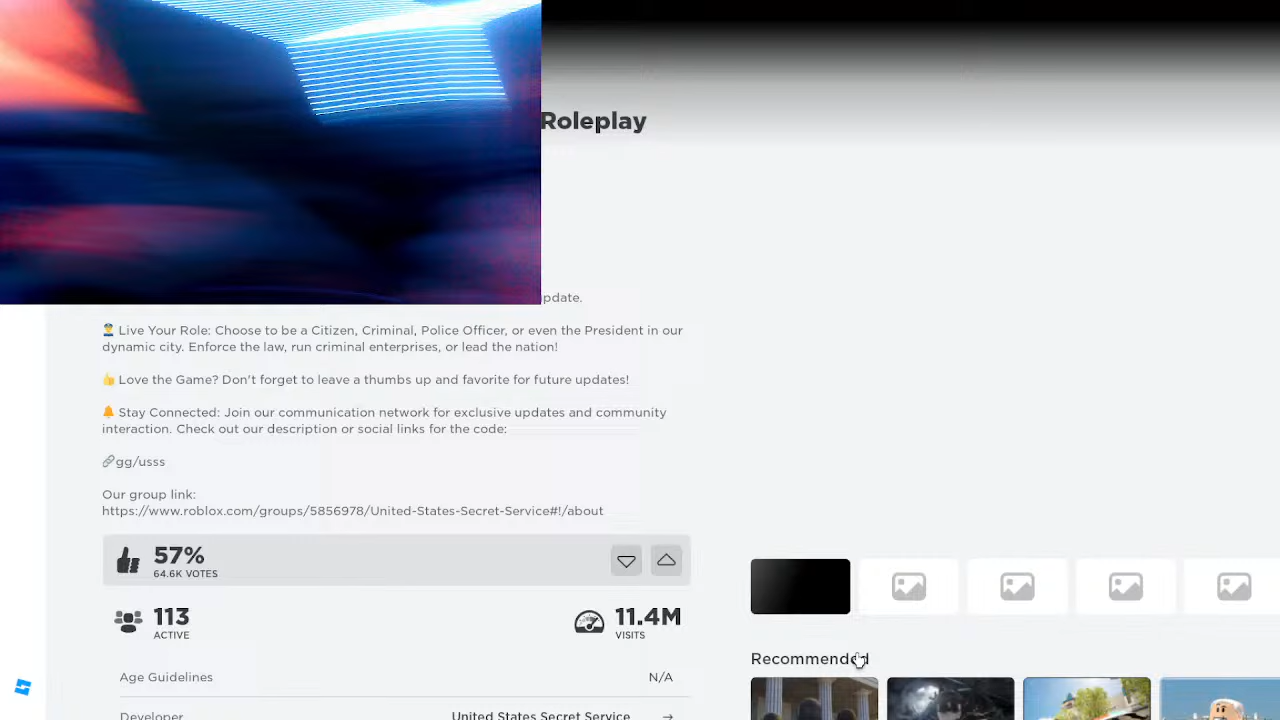 Roleplay
update.
👮 Live Your Role: Choose to be a Citizen, Criminal, Police Officer, or even the President in our
dynamic city. Enforce the law, run criminal enterprises, or lead the nation!
👍 Love the Game? Don't forget to leave a thumbs up and favorite for future updates!
🔔 Stay Connected: Join our communication network for exclusive updates and community
interaction. Check out our description or social links for the code:
🔗gg/usss
Our group link:
https://www.roblox.com/groups/5856978/United-States-Secret-Service#!/about
57%
64.6K VOTES
113
ACTIVE
11.4M
VISITS
Age Guidelines N/A
Developer United States Secret Service →
Recommended